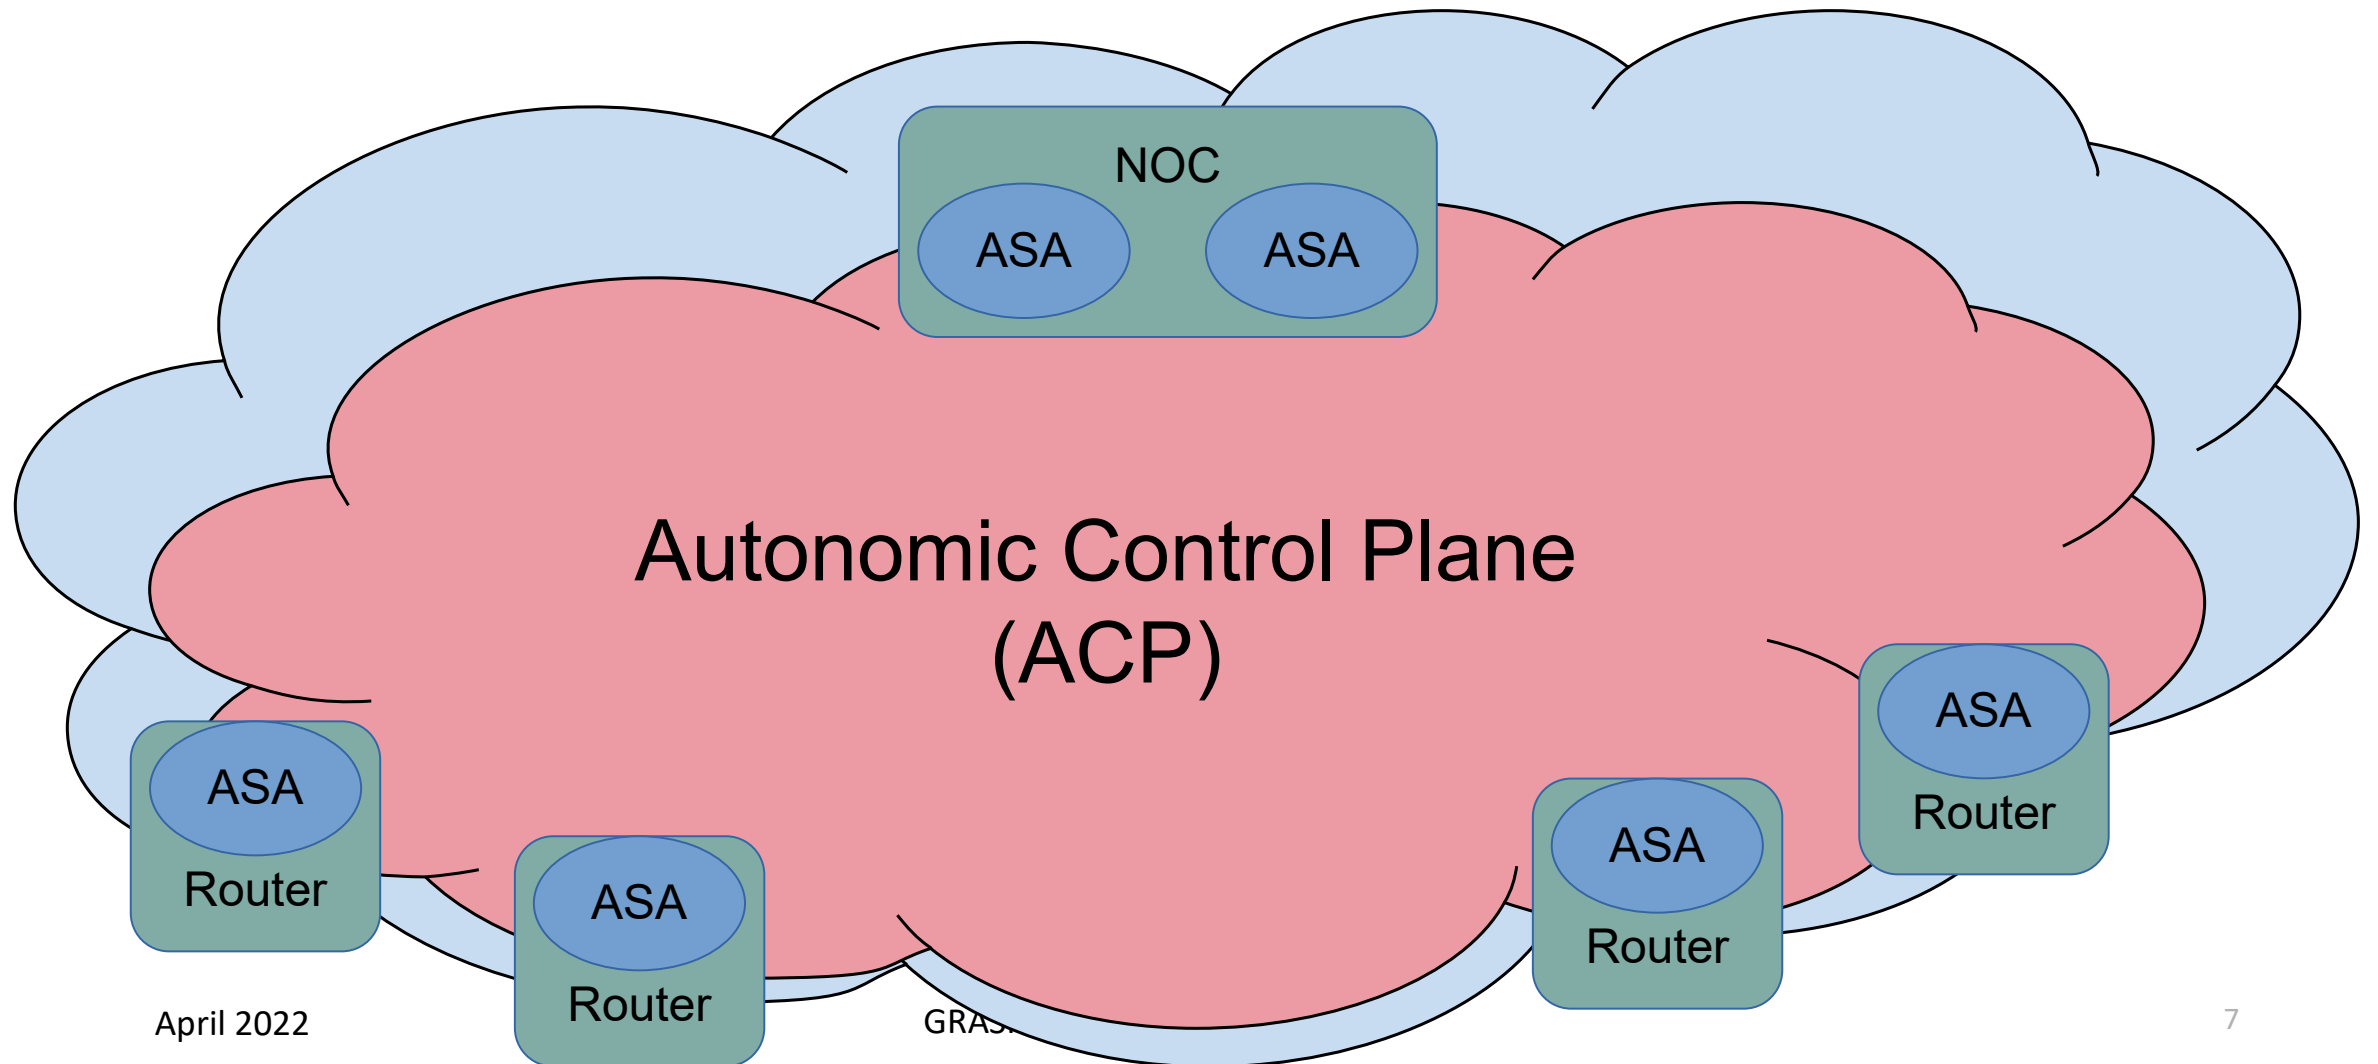 NOC
ASA
ASA
Autonomic Control Plane
(ACP)
ASA
Router
ASA
Router
ASA
Router
ASA
Router
April 2022
7